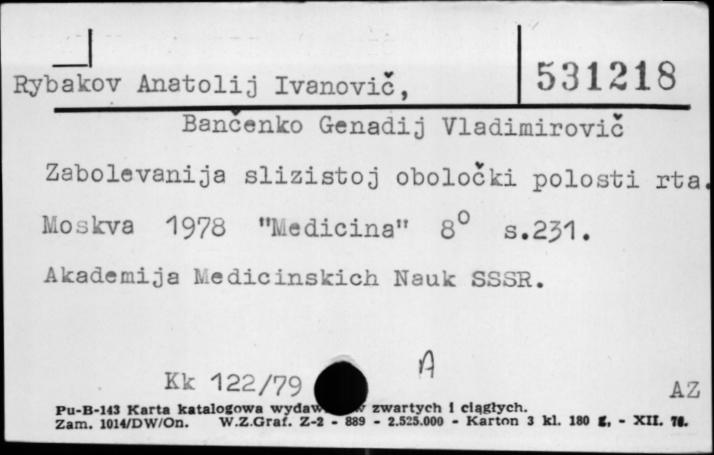 Rybakov Anatolij Ivanovič,
531218
Bančenko Genadij Vladimirovič
Zabolevanija slizistoj oboločki polosti rta.
Moskva 1978 "Medicina" 8° s.231.
Akademija Medicinskich Nauk SSSR.
A
Kk 122/79
AZ
Pu-B-143 Karta katalogowa zwartych i ciągłych.
Zam. 1014/DW/On. W.Z.Graf. Z-2 - 889 - 2.525.000 - Karton 3 kl. 180 g, - XII. 76.